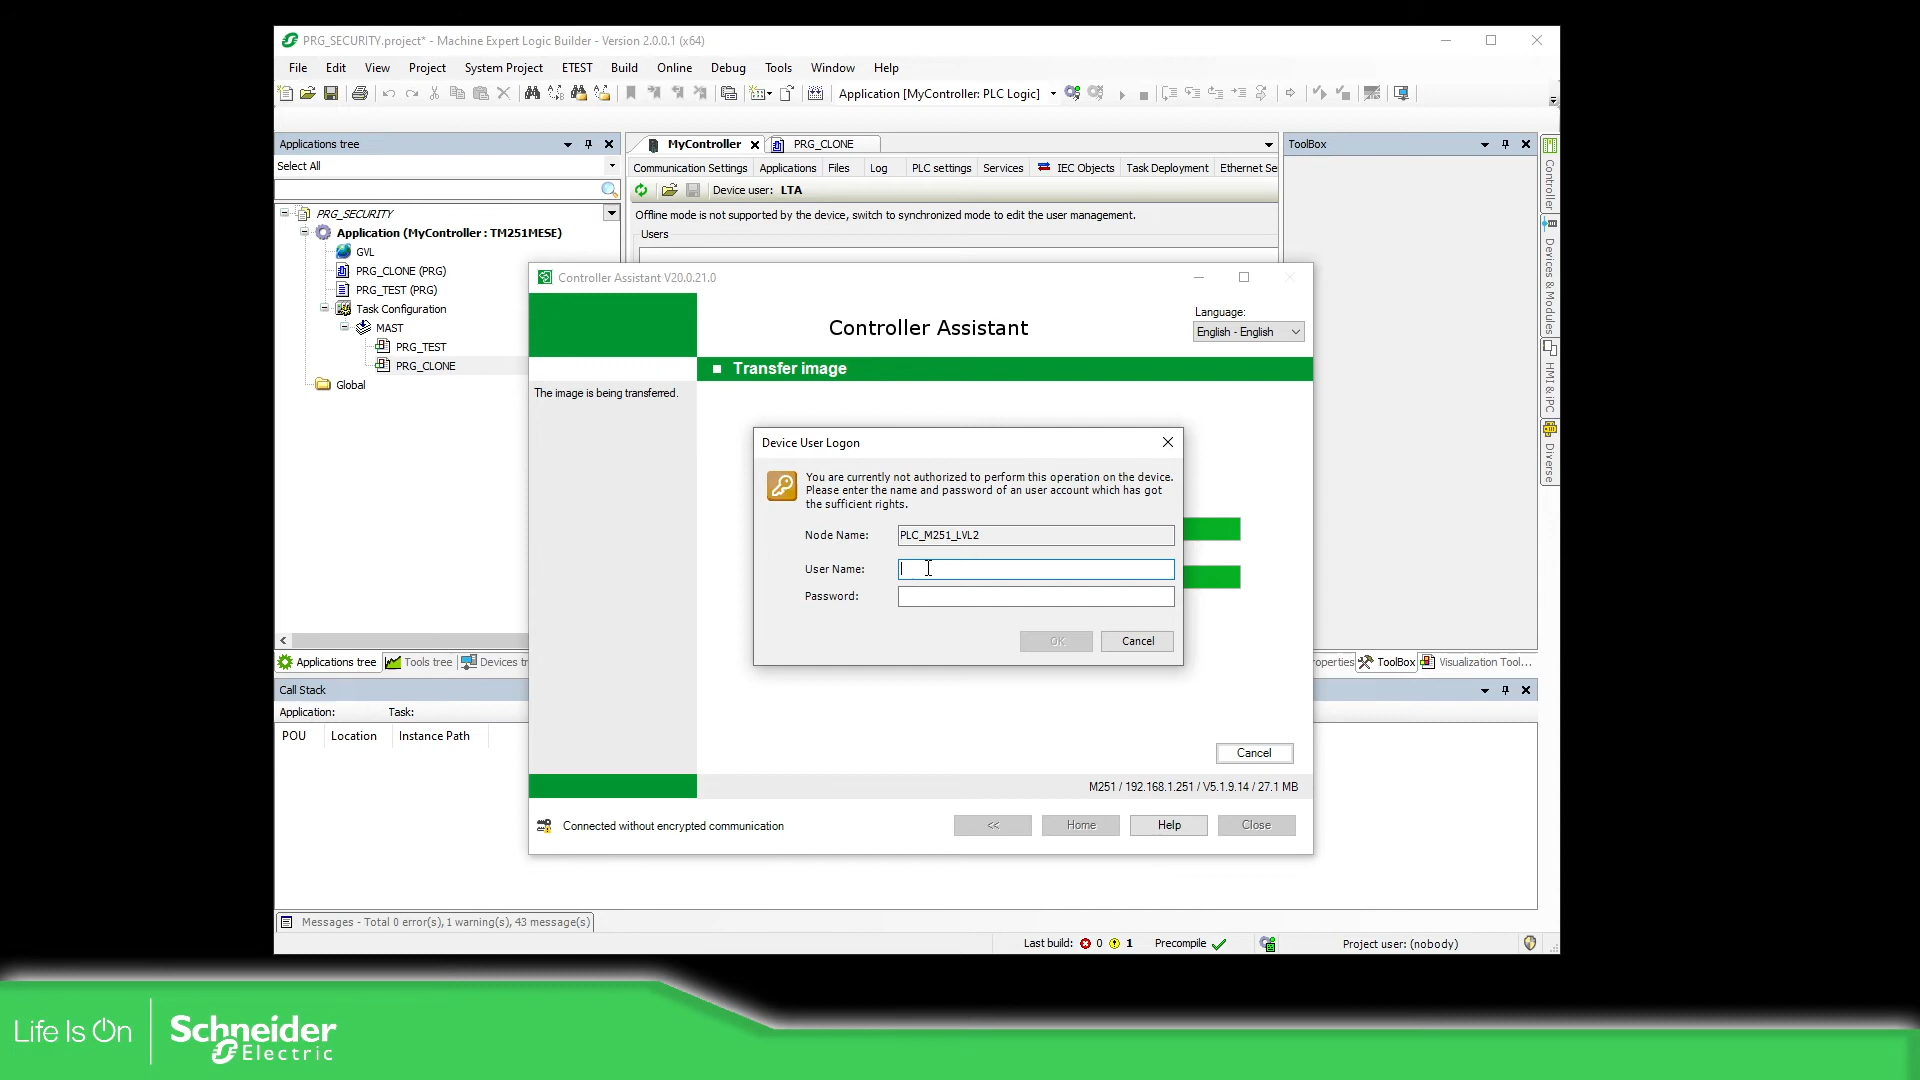 PRG_SECURITY.project* - Machine Expert Logic Builder - Version 2.0.0.1 (x64)
File Edit View Project System Project ETEST Build Online Debug Tools Window Help
Application [MyController: PLC Logic]
Applications tree
MyController
PRG_CLONE
ToolBox
Select All
Communication Settings Applications Files Log PLC settings Services IEC Objects Task Deployment Ethernet Se
Device user: LTA
Offline mode is not supported by the device, switch to synchronized mode to edit the user management.
Users
PRG_SECURITY
Application (MyController : TM251MESE)
GVL
PRG_CLONE (PRG)
PRG_TEST (PRG)
Task Configuration
MAST
PRG_TEST
PRG_CLONE
Global
Controller
Devices & Modules
HMI & iPC
Diverse
Controller Assistant V20.0.21.0
Controller Assistant
Language:
English - English
Transfer image
The image is being transferred.
Device User Logon
You are currently not authorized to perform this operation on the device.
Please enter the name and password of an user account which has got
the sufficient rights.
Node Name: PLC_M251_LVL2
User Name:
Password:
OK Cancel
Cancel
M251 / 192.168.1.251 / V5.1.9.14 / 27.1 MB
Connected without encrypted communication
<< Home Help Close
Applications tree Tools tree Devices tr
operties ToolBox Visualization Tool...
Call Stack
Application: Task:
POU Location Instance Path
Messages - Total 0 error(s), 1 warning(s), 43 message(s)
Last build: 0 1 Precompile Project user: (nobody)
Life Is On
Schneider
Electric